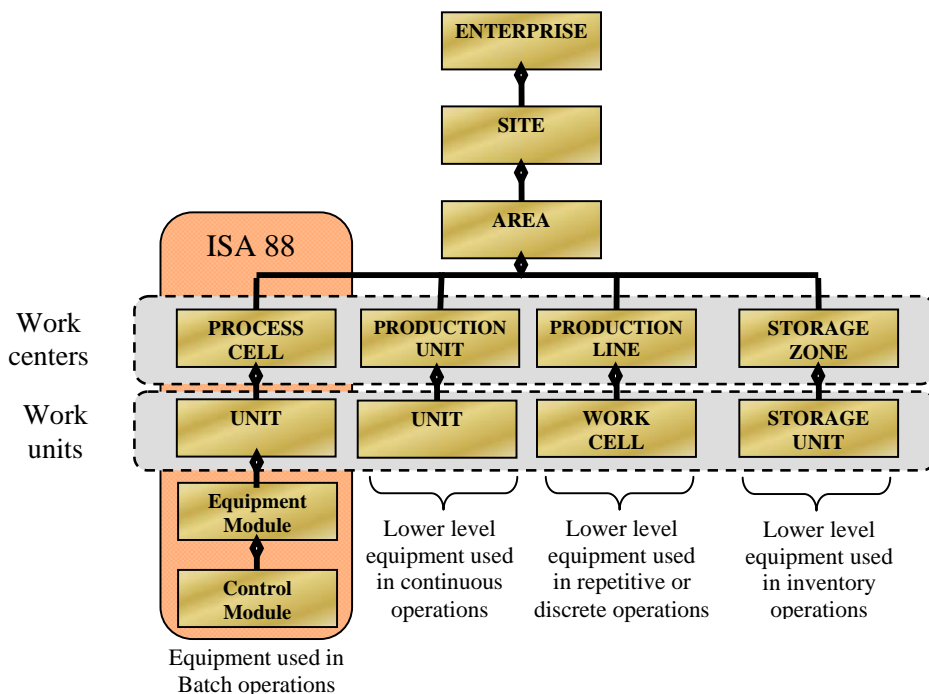 ENTERPRISE
SITE
AREA
ISA 88
Work
centers
PROCESS
CELL
PRODUCTION
UNIT
PRODUCTION
LINE
STORAGE
ZONE
Work
units
UNIT
UNIT
WORK
CELL
STORAGE
UNIT
Equipment
Module
Control
Module
Lower level
equipment used
in continuous
operations
Lower level
equipment used
in repetitive or
discrete operations
Lower level
equipment used
in inventory
operations
Equipment used in
Batch operations